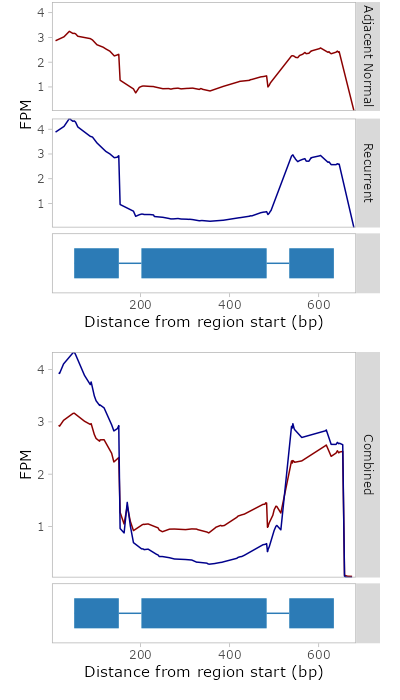 4
3
2
1
Adjacent Normal
FPM
4
3
2
1
Recurrent
200 400 600
Distance from region start (bp)
4
3
2
1
FPM
Combined
200 400 600
Distance from region start (bp)